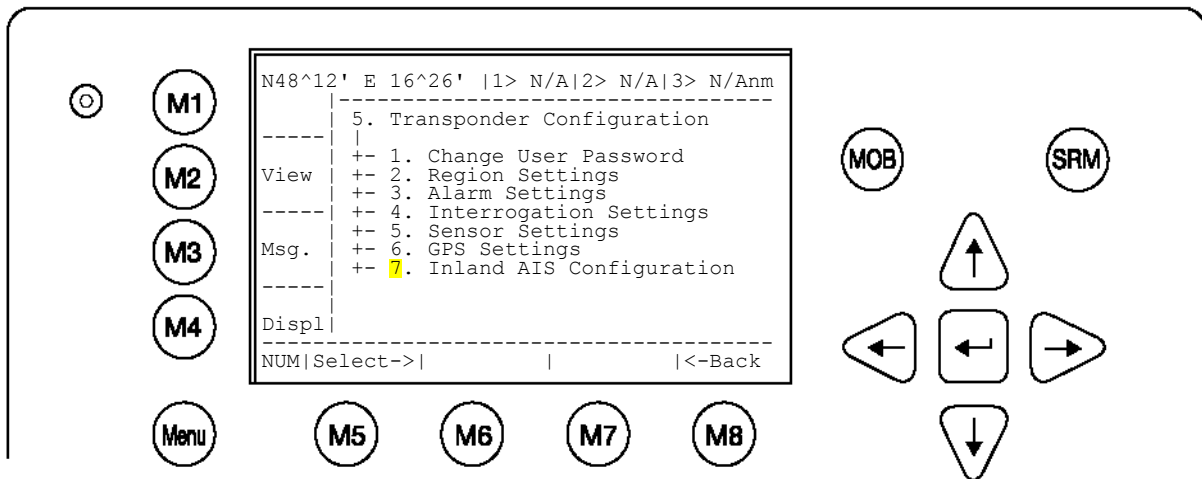 N48^12' E 16^26' |1> N/A|2> N/A|3> N/Anm
5. Transponder Configuration
+- 1. Change User Password
View | +- 2. Region Settings
+- 3. Alarm Settings
+- 4. Interrogation Settings
+- 5. Sensor Settings
Msg. | +- 6. GPS Settings
+- 7. Inland AIS Configuration
Displ|
NUM|Select->| | |<-Back
M1
M2
M3
M4
Menu
M5
M6
M7
M8
MOB
SRM